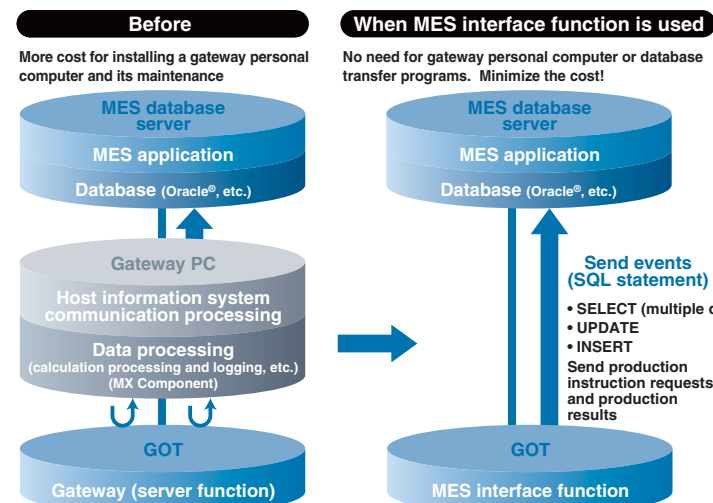 Before
More cost for installing a gateway personal
computer and its maintenance
MES database
server
MES application
Database (Oracle®, etc.)
Gateway PC
Host information system
communication processing
Data processing
(calculation processing and logging, etc.)
(MX Component)
GOT
Gateway (server function)
When MES interface function is used
No need for gateway personal computer or database
transfer programs. Minimize the cost!
MES database
server
MES application
Database (Oracle®, etc.)
Send events
(SQL statement)
• SELECT (multiple
• UPDATE
• INSERT
Send production
instruction requests
and production
results
GOT
MES interface function